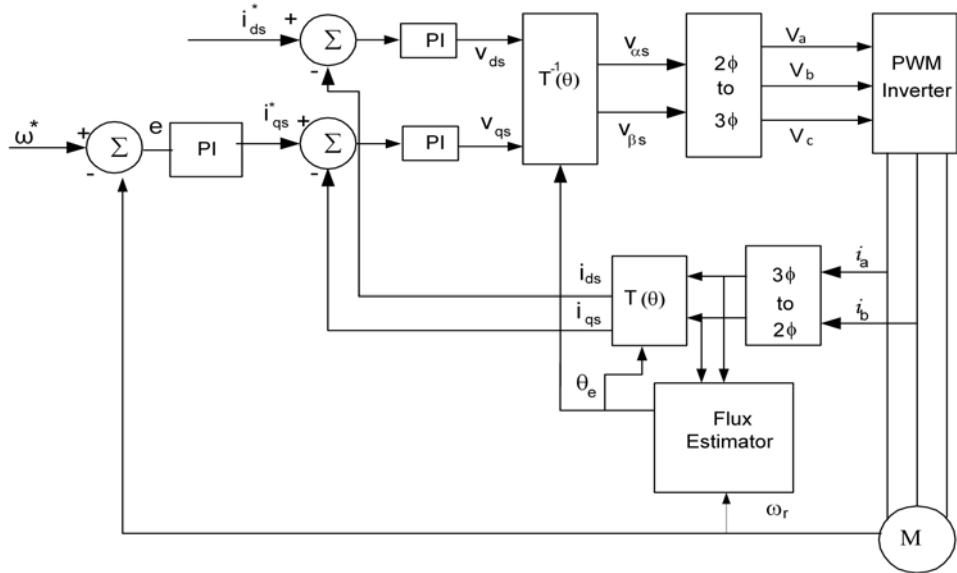 i*ds
+
Σ
-
PI
vds
T⁻¹(θ)
vαs
vβs
2ϕ
to
3ϕ
Va
Vb
Vc
PWM
Inverter
ω*
+
Σ
-
e
PI
i*qs
+
Σ
-
PI
vqs
ids
iqs
T(θ)
3ϕ
to
2ϕ
ia
ib
θe
Flux
Estimator
ωr
M